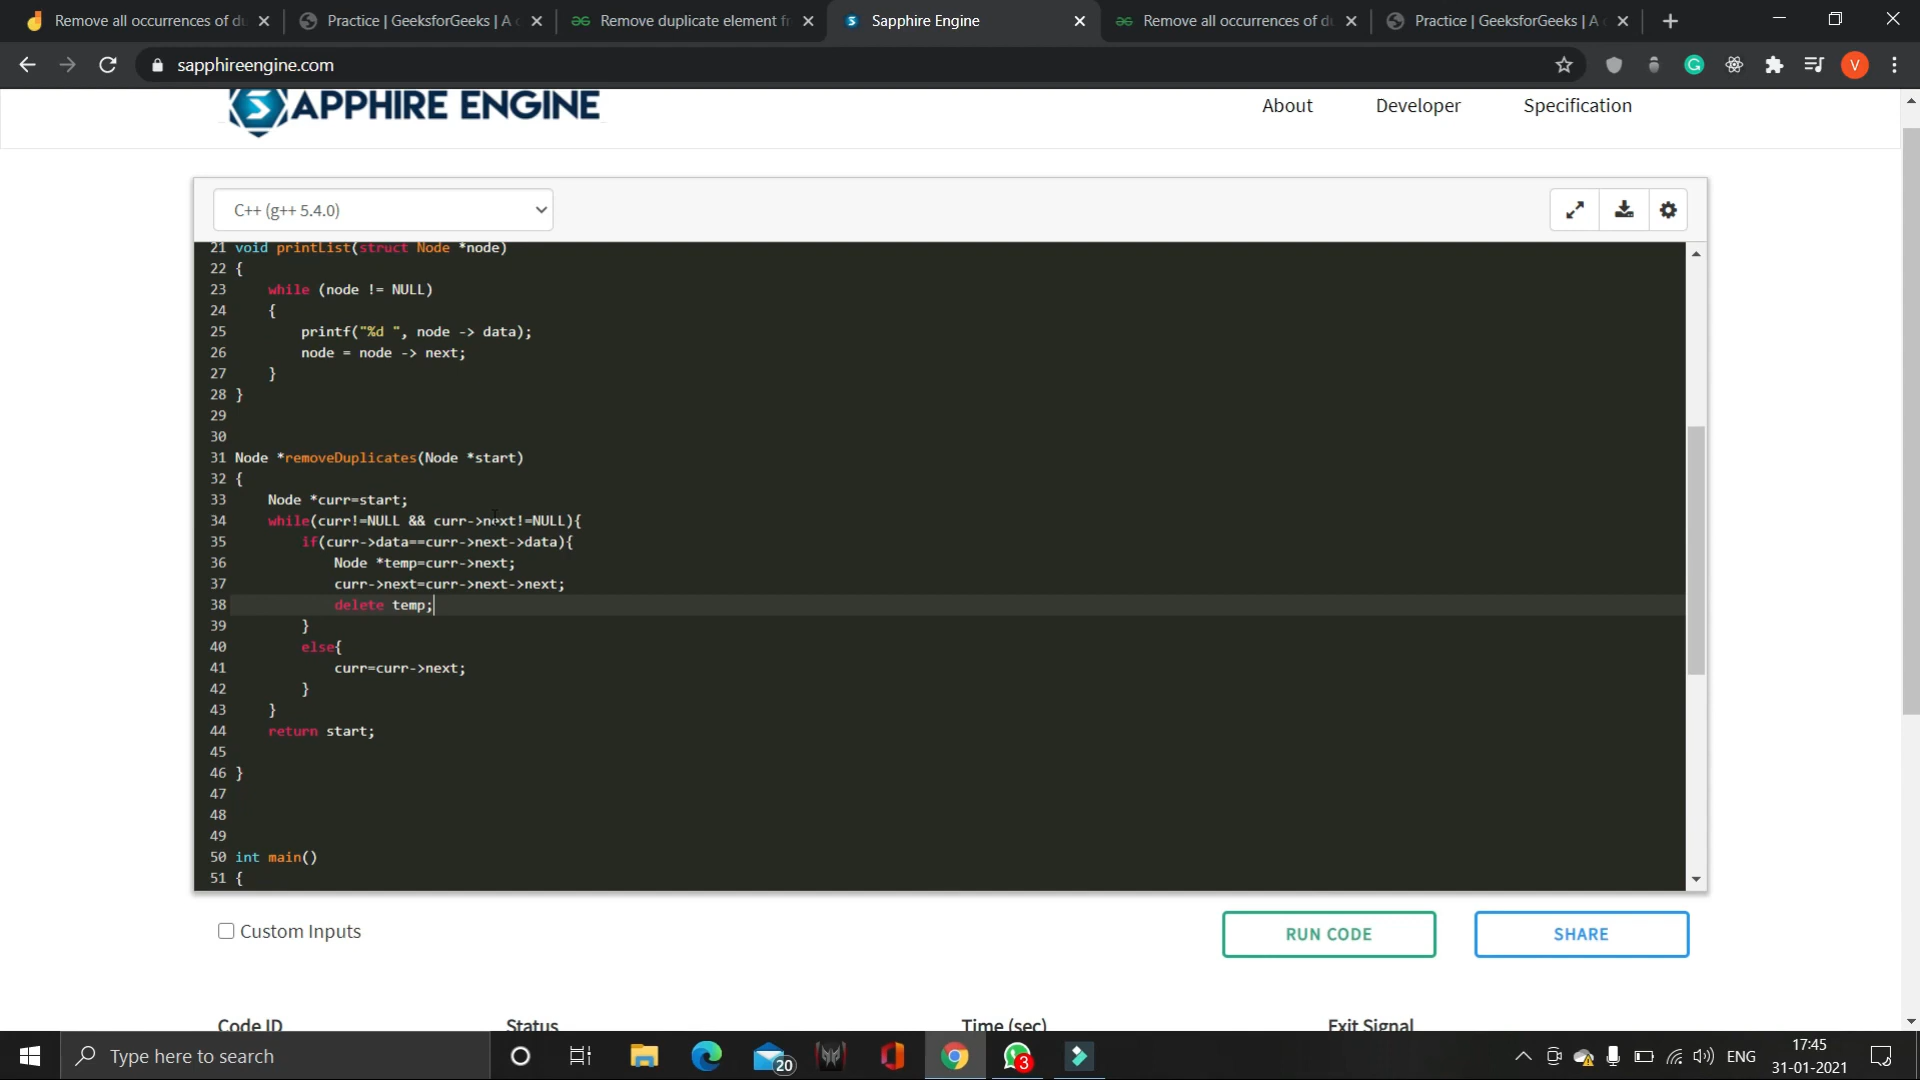 Remove all occurrences of du
Practice | GeeksforGeeks | A c
Remove duplicate element fr
Sapphire Engine
Remove all occurrences of du
Practice | GeeksforGeeks | A c
sapphireengine.com
V
SAPPHIRE ENGINE
About
Developer
Specification
C++ (g++ 5.4.0)
21 void printList(struct Node *node)
22 {
23 while (node != NULL)
24 {
25 printf("%d ", node -> data);
26 node = node -> next;
27 }
28 }
29
30
31 Node *removeDuplicates(Node *start)
32 {
33 Node *curr=start;
34 while(curr!=NULL && curr->next!=NULL){
35 if(curr->data==curr->next->data){
36 Node *temp=curr->next;
37 curr->next=curr->next->next;
38 delete temp;
39 }
40 else{
41 curr=curr->next;
42 }
43 }
44 return start;
45
46 }
47
48
49
50 int main()
51 {
Custom Inputs
RUN CODE
SHARE
Code ID
Status
Time (sec)
Exit Signal
Type here to search
20
3
ENG
17:45
31-01-2021